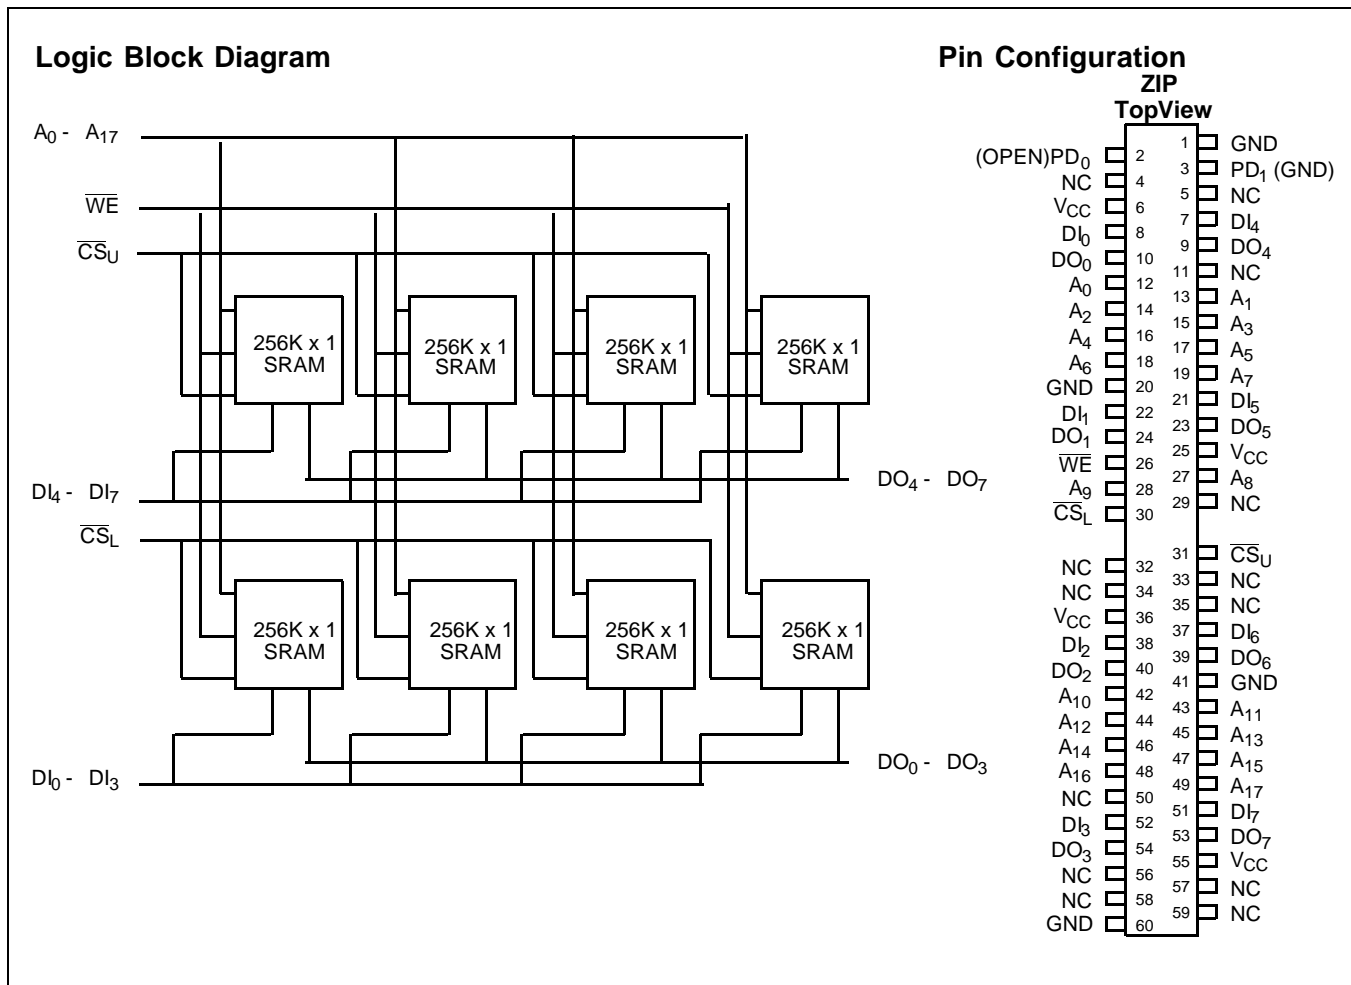 Logic Block Diagram
A0 - A17
WE
CSU
256K x 1
SRAM
256K x 1
SRAM
256K x 1
SRAM
256K x 1
SRAM
DI4 - DI7
DO4 - DO7
CSL
256K x 1
SRAM
256K x 1
SRAM
256K x 1
SRAM
256K x 1
SRAM
DI0 - DI3
DO0 - DO3
Pin Configuration
ZIP
TopView
1 GND
(OPEN)PD0 2
3 PD1 (GND)
NC 4
5 NC
VCC 6
7 DI4
DI0 8
9 DO4
DO0 10
11 NC
A0 12
13 A1
A2 14
15 A3
A4 16
17 A5
A6 18
19 A7
GND 20
21 DI5
DI1 22
23 DO5
DO1 24
25 VCC
WE 26
27 A8
A9 28
29 NC
CSL 30
31 CSU
NC 32
33 NC
NC 34
35 NC
VCC 36
37 DI6
DI2 38
39 DO6
DO2 40
41 GND
A10 42
43 A11
A12 44
45 A13
A14 46
47 A15
A16 48
49 A17
NC 50
51 DI7
DI3 52
53 DO7
DO3 54
55 VCC
NC 56
57 NC
NC 58
59 NC
GND 60